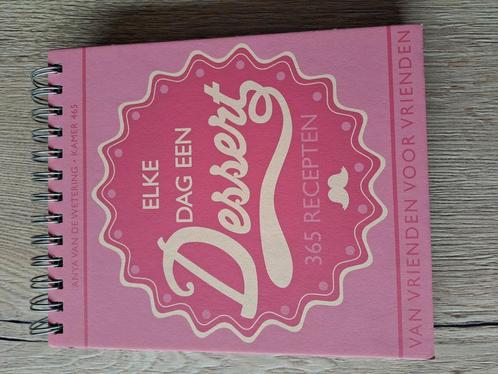 ANYA VAN DE WETERING • KAMER 465
ELKE
DAG EEN
Dessert
365 RECEPTEN
VAN VRIENDEN VOOR VRIENDEN